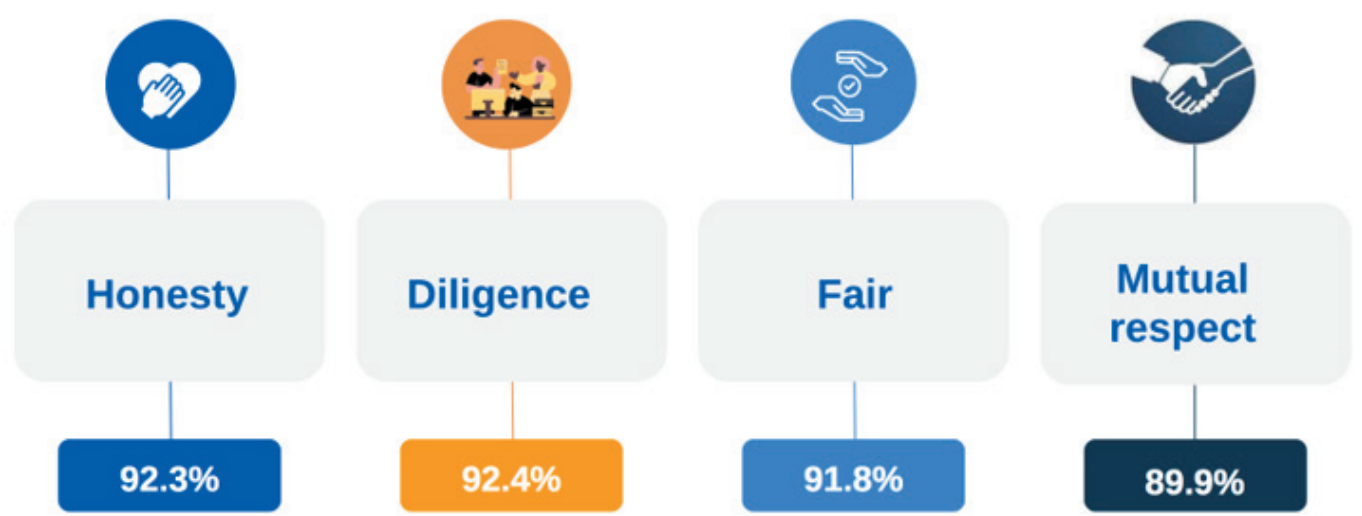 Honesty
Diligence
Fair
Mutual
respect
92.3%
92.4%
91.8%
89.9%